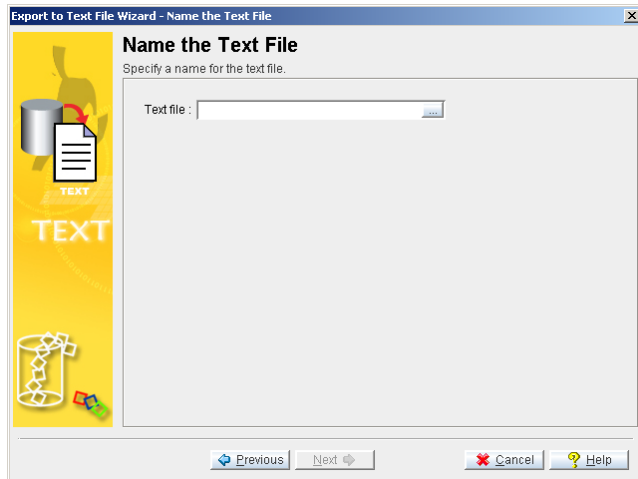 Export to Text File Wizard - Name the Text File
Name the Text File
Specify a name for the text file.
Text file :
...
TEXT
TEXT
Previous
Next
Cancel
Help